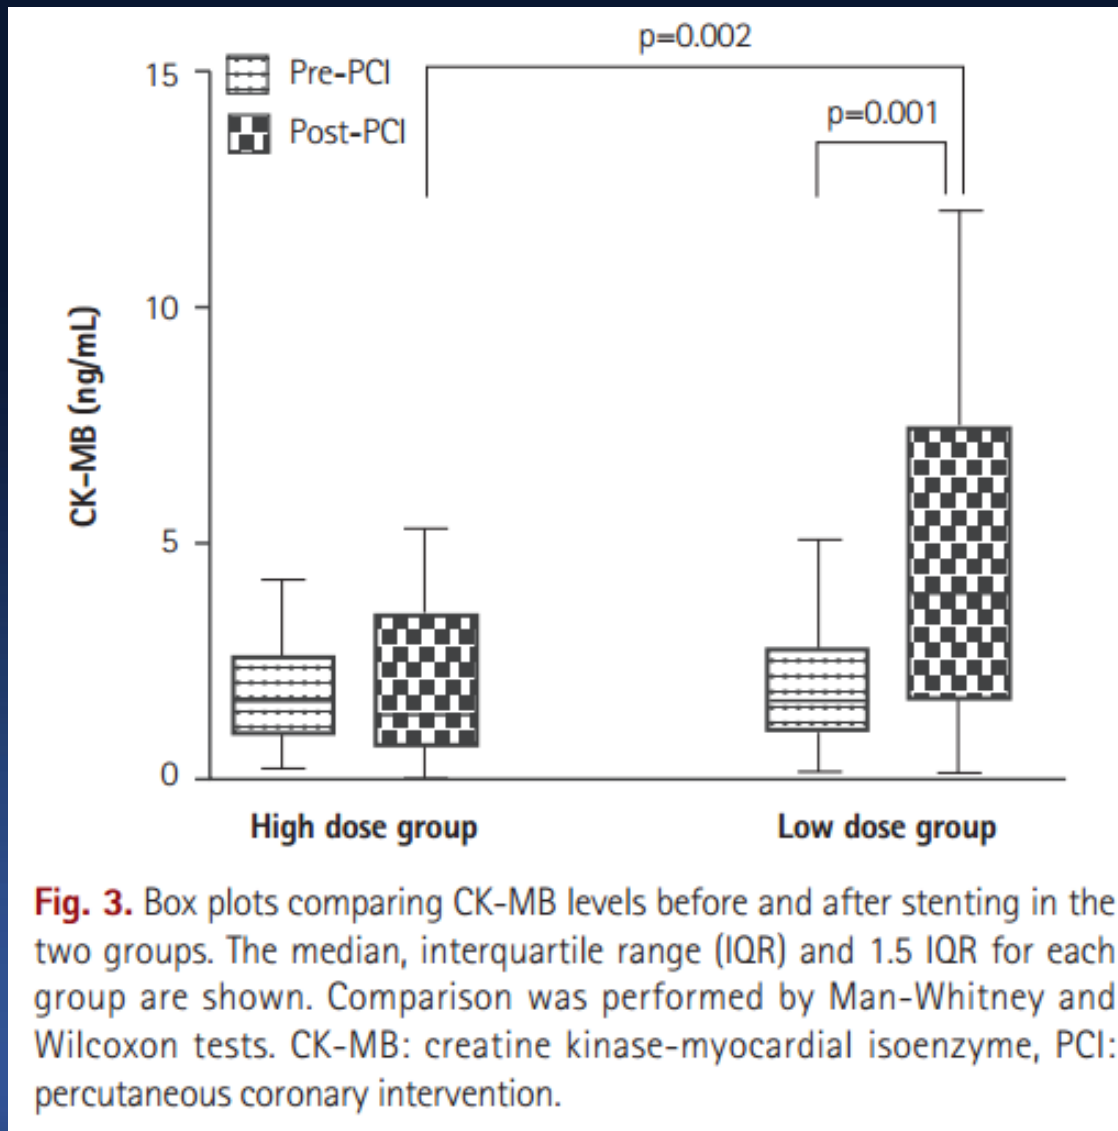 p=0.002
15
Pre-PCI
p=0.001
Post-PCI
10
CK-MB (ng/mL)
5
0
High dose group
Low dose group
Fig. 3. Box plots comparing CK-MB levels before and after stenting in the
two groups. The median, interquartile range (IQR) and 1.5 IQR for each
group are shown. Comparison was performed by Man-Whitney and
Wilcoxon tests. CK-MB: creatine kinase-myocardial isoenzyme, PCI:
percutaneous coronary intervention.